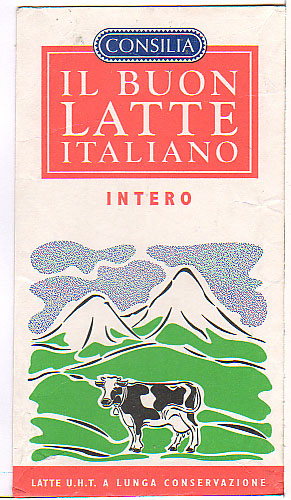 CONSILIA
IL BUON
LATTE
ITALIANO
INTERO
LATTE U.H.T. A LUNGA CONSERVAZIONE